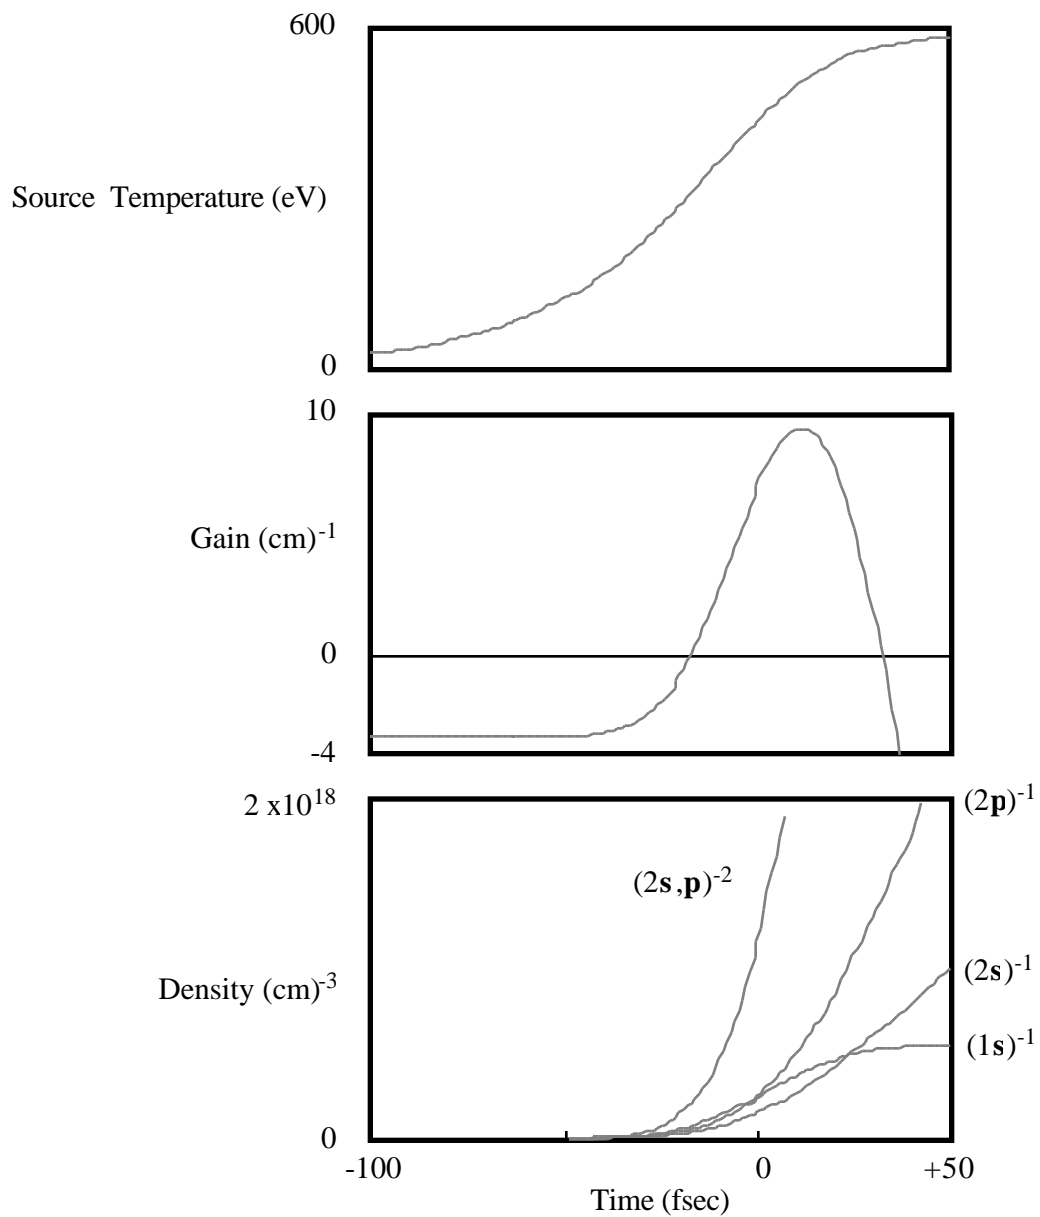 600
Source Temperature (eV)
0
10
Gain (cm)-1
0
-4
2 x10^18
(2p)-1
(2s,p)-2
(2s)-1
Density (cm)-3
(1s)-1
0
-100 0 +50
Time (fsec)